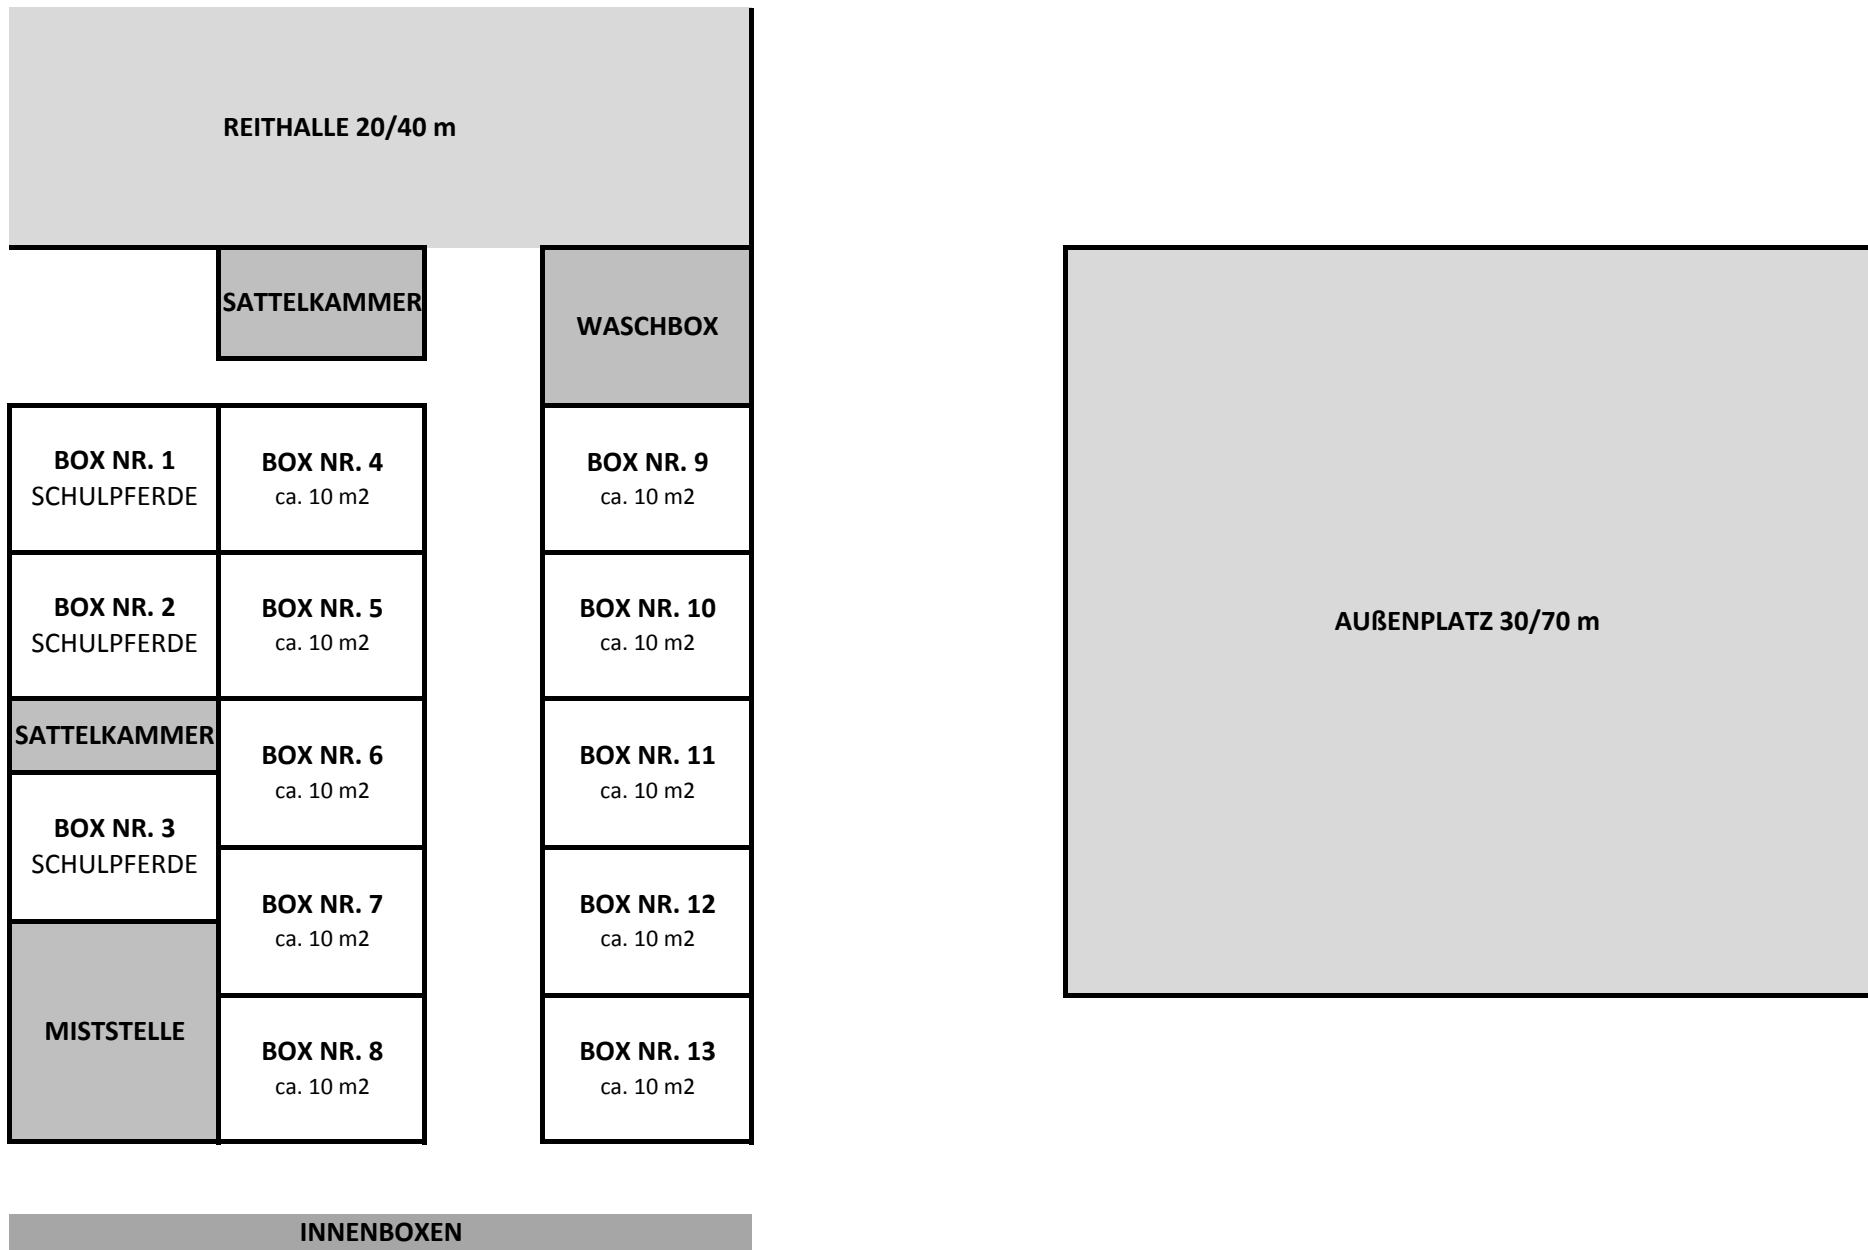 REITHALLE 20/40 m
SATTELKAMMER
WASCHBOX
BOX NR. 1
SCHULPFERDE
BOX NR. 4
ca. 10 m2
BOX NR. 9
ca. 10 m2
BOX NR. 2
SCHULPFERDE
BOX NR. 5
ca. 10 m2
BOX NR. 10
ca. 10 m2
AUßENPLATZ 30/70 m
SATTELKAMMER
BOX NR. 6
ca. 10 m2
BOX NR. 11
ca. 10 m2
BOX NR. 3
SCHULPFERDE
BOX NR. 7
ca. 10 m2
BOX NR. 12
ca. 10 m2
MISTSTELLE
BOX NR. 8
ca. 10 m2
BOX NR. 13
ca. 10 m2
INNENBOXEN